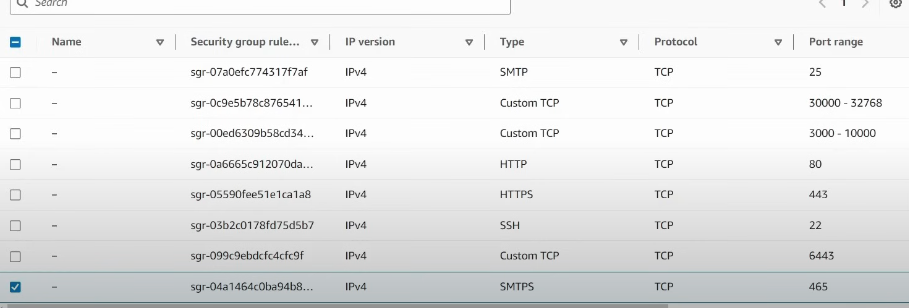 Search
1
Name Security group rule... IP version Type Protocol Port range
– sgr-07a0efc774317f7af IPv4 SMTP TCP 25
– sgr-0c9e5b78c876541... IPv4 Custom TCP TCP 30000 - 32768
– sgr-00ed6309b58cd34... IPv4 Custom TCP TCP 3000 - 10000
– sgr-0a6665c912070da... IPv4 HTTP TCP 80
– sgr-05590fee51e1ca1a8 IPv4 HTTPS TCP 443
– sgr-03b2c0178fd75d5b7 IPv4 SSH TCP 22
– sgr-099c9ebdcfc4cfc9f IPv4 Custom TCP TCP 6443
– sgr-04a1464c0ba94b8... IPv4 SMTPS TCP 465